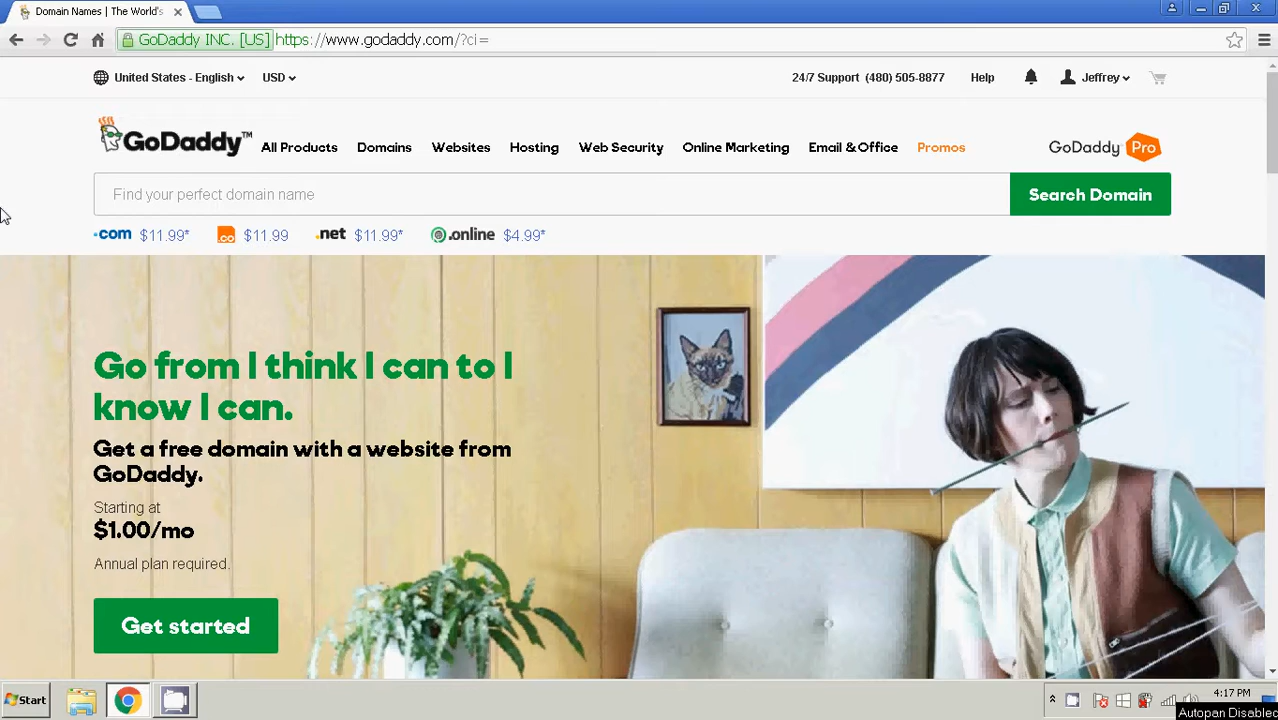 Domain Names | The World's
GoDaddy INC. [US] https://www.godaddy.com/?ci=
United States - English USD 24/7 Support (480) 505-8877 Help Jeffrey
GoDaddy™ All Products Domains Websites Hosting Web Security Online Marketing Email & Office Promos GoDaddy Pro
Find your perfect domain name Search Domain
.com $11.99* .co $11.99 .net $11.99* .online $4.99*
Go from I think I can to I
know I can.
Get a free domain with a website from
GoDaddy.
Starting at
$1.00/mo
Annual plan required.
Get started
Start 4:17 PM
Autopan Disabled